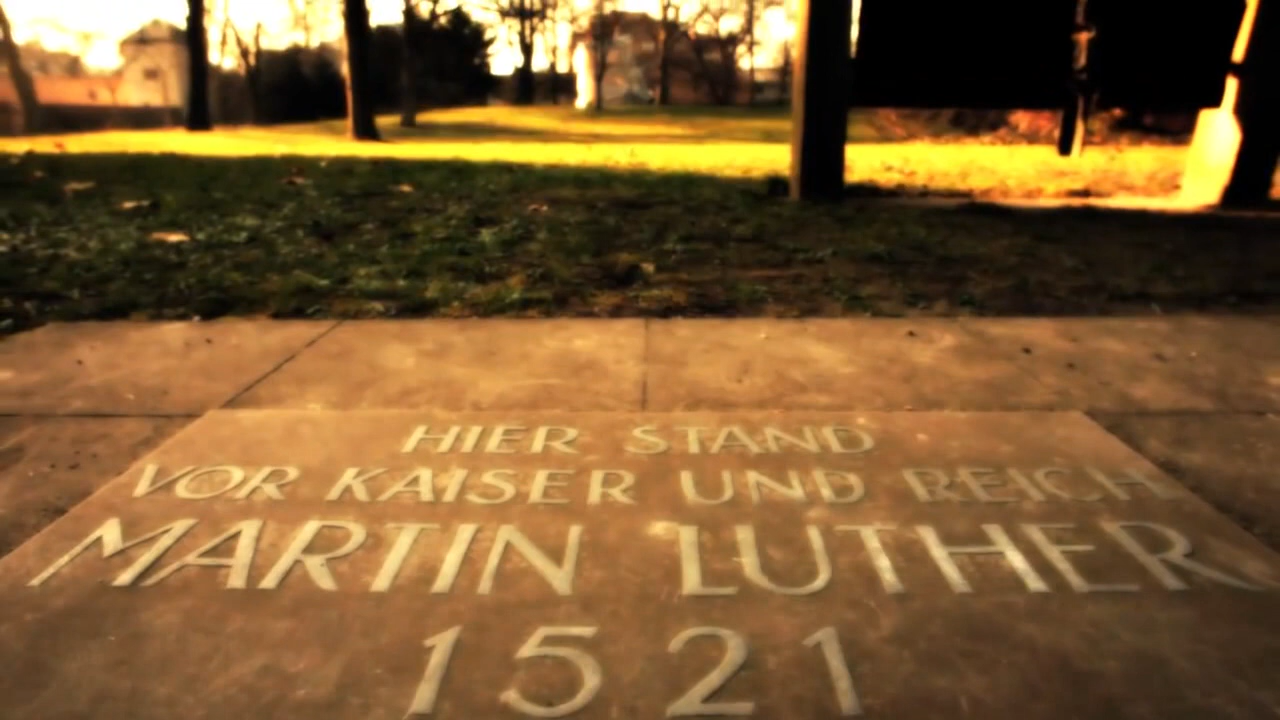 HIER STAND
VOR KAISER UND REICH
MARTIN LUTHER
1521